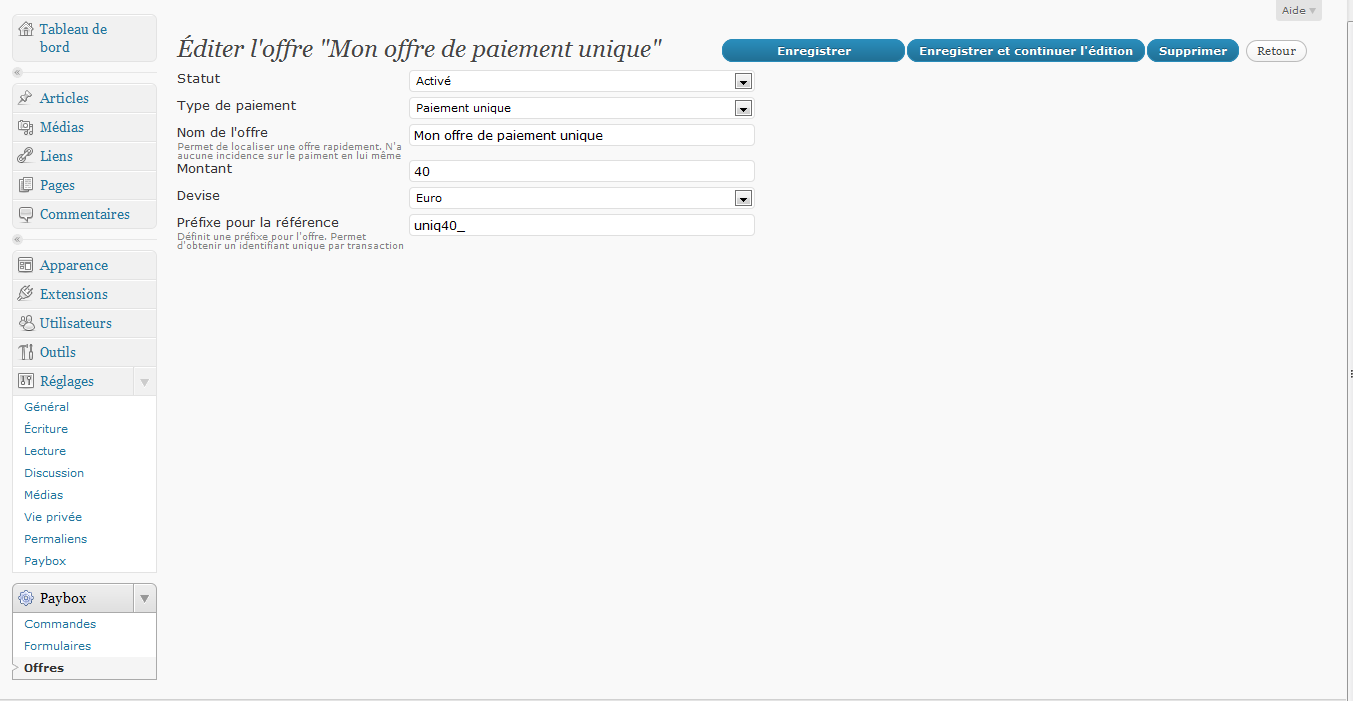 Aide
Tableau de
bord
Articles
Médias
Liens
Pages
Commentaires
Apparence
Extensions
Utilisateurs
Outils
Réglages
Général
Écriture
Lecture
Discussion
Médias
Vie privée
Permaliens
Paybox
Paybox
Commandes
Formulaires
Offres
Éditer l'offre "Mon offre de paiement unique"
Enregistrer
Enregistrer et continuer l'édition
Supprimer
Retour
Statut
Activé
Type de paiement
Paiement unique
Nom de l'offre
Mon offre de paiement unique
Permet de localiser une offre rapidement. N'a
aucune incidence sur le paiment en lui même
Montant
40
Devise
Euro
Préfixe pour la référence
uniq40_
Définit une préfixe pour l'offre. Permet
d'obtenir un identifiant unique par transaction